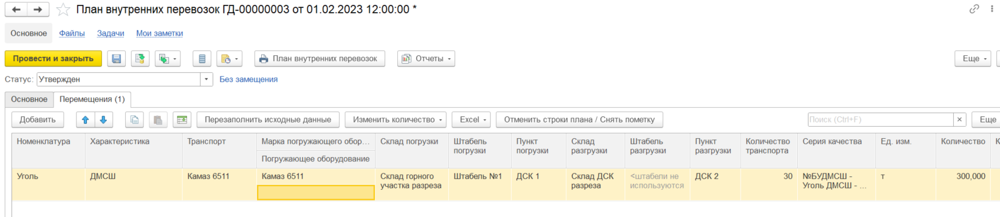 План внутренних перевозок ГД-00000003 от 01.02.2023 12:00:00 *
Основное Файлы Задачи Мои заметки
Провести и закрыть План внутренних перевозок Отчеты Еще
Статус: Утвержден Без замещения
Основное Перемещения (1)
Добавить Перезаполнить исходные данные Изменить количество Excel Отменить строки плана / Снять пометку Поиск (Ctrl+F) × Еще
Номенклатура Характеристика Транспорт Марка погружающего обор... Склад погрузки Штабель Пункт Склад Штабель Пункт Количество Серия качества Ед. изм. Количество К
погрузки погрузки разгрузки разгрузки разгрузки транспорта
Погружающее оборудование
Уголь ДМСШ Камаз 6511 Камаз 6511 Склад горного Штабель №1 ДСК 1 Склад ДСК <штабели не ДСК 2 30 №БУДМСШ - т 300,000
участка разреза разреза используются Уголь ДМСШ - ...